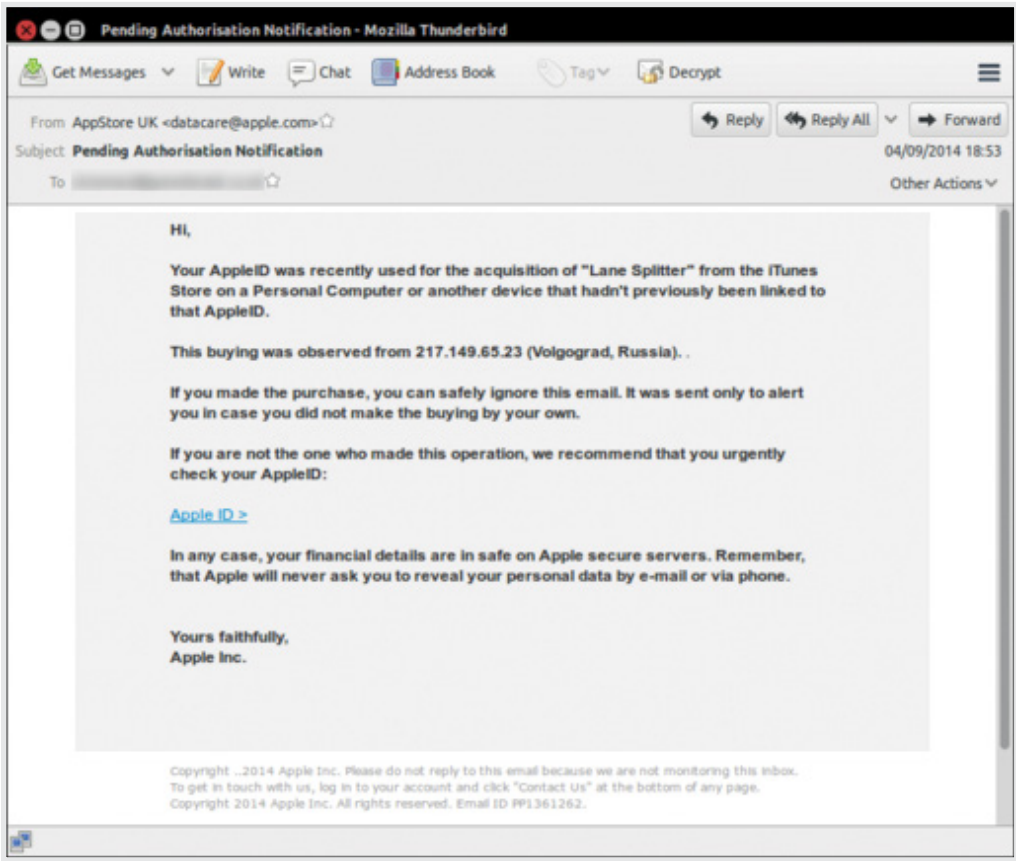 Pending Authorisation Notification - Mozilla Thunderbird
Get Messages Write Chat Address Book Tag Decrypt
From AppStore UK <datacare@apple.com> Reply Reply All Forward
Subject Pending Authorisation Notification 04/09/2014 18:53
To Other Actions
Hi,
Your AppleID was recently used for the acquisition of "Lane Splitter" from the iTunes
Store on a Personal Computer or another device that hadn't previously been linked to
that AppleID.
This buying was observed from 217.149.65.23 (Volgograd, Russia). .
If you made the purchase, you can safely ignore this email. It was sent only to alert
you in case you did not make the buying by your own.
If you are not the one who made this operation, we recommend that you urgently
check your AppleID:
Apple ID >
In any case, your financial details are in safe on Apple secure servers. Remember,
that Apple will never ask you to reveal your personal data by e-mail or via phone.
Yours faithfully,
Apple Inc.
Copyright ..2014 Apple Inc. Please do not reply to this email because we are not monitoring this inbox.
To get in touch with us, log in to your account and click "Contact Us" at the bottom of any page.
Copyright 2014 Apple Inc. All rights reserved. Email ID PP1361262.